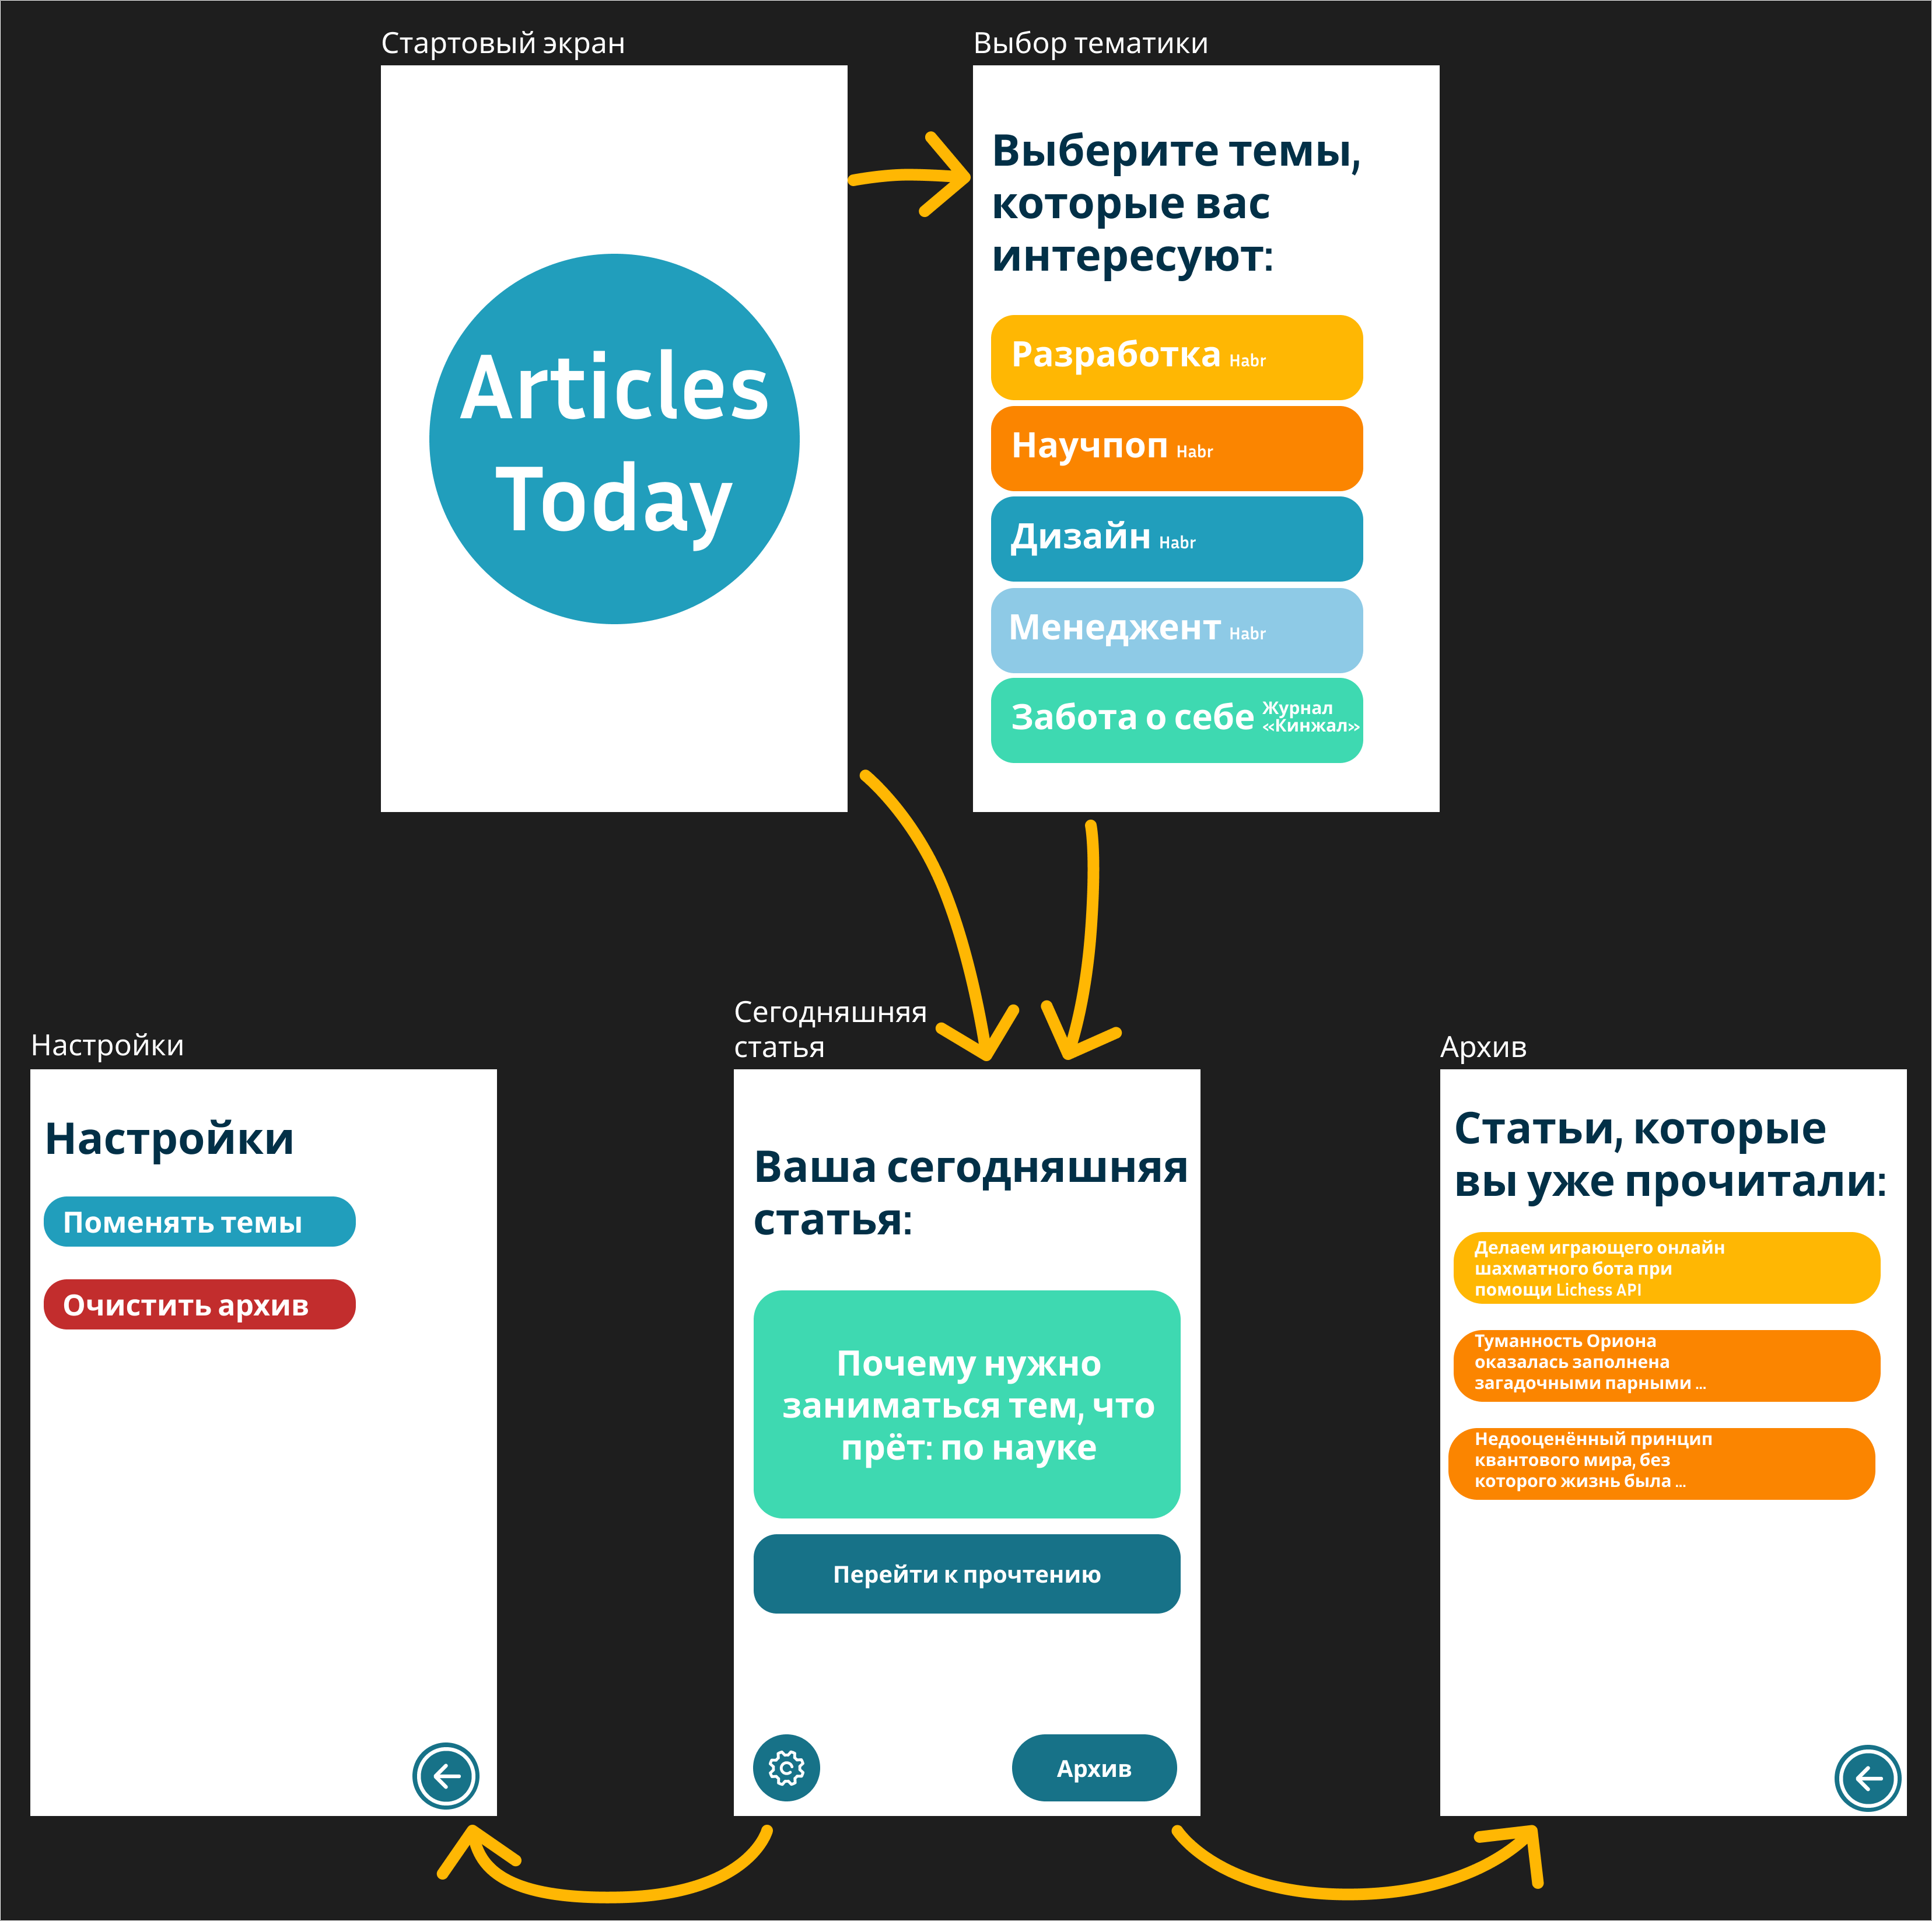 Стартовый экран
Articles
Today
Выбор тематики
Выберите темы,
которые вас
интересуют:
Разработка Habr
Научпоп Habr
Дизайн Habr
Менеджент Habr
Забота о себе Журнал
«Кинжал»
Настройки
Настройки
Поменять темы
Очистить архив
Сегодняшняя
статья
Ваша сегодняшняя
статья:
Почему нужно
заниматься тем, что
прёт: по науке
Перейти к прочтению
Архив
Архив
Статьи, которые
вы уже прочитали:
Делаем играющего онлайн
шахматного бота при
помощи Lichess API
Туманность Ориона
оказалась заполнена
загадочными парными ...
Недооценённый принцип
квантового мира, без
которого жизнь была ...